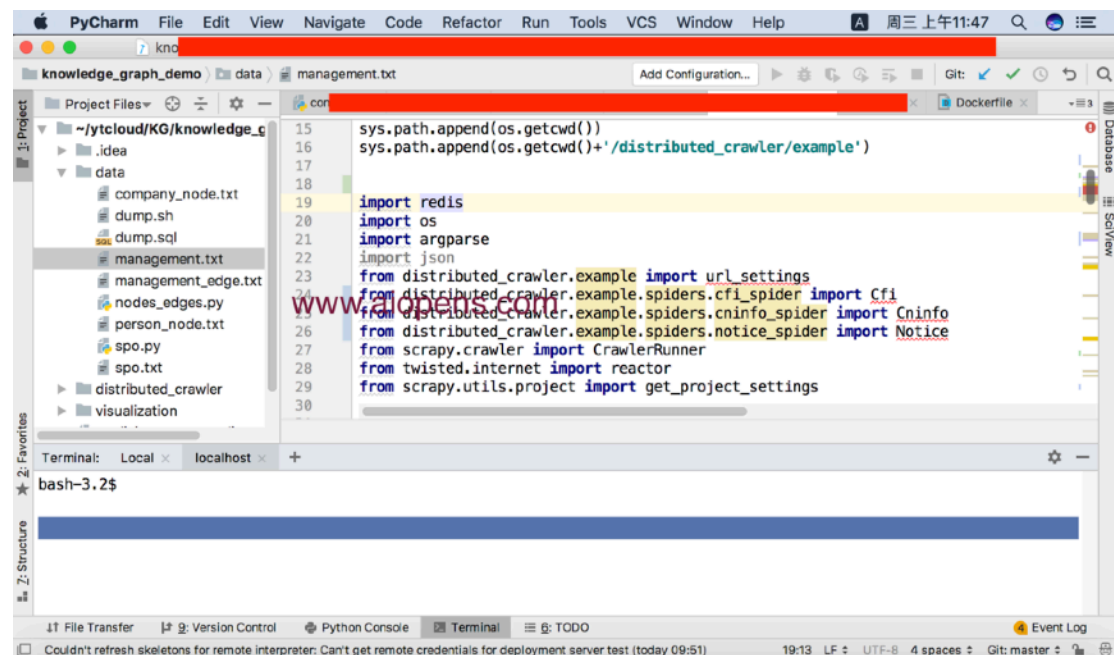 PyCharm File Edit View Navigate Code Refactor Run Tools VCS Window Help A 周三上午11:47
kno
knowledge_graph_demo data management.txt Add Configuration... Git:
Project Files con Dockerfile 3
1: Project
Database
SciView
~/ytcloud/KG/knowledge_g
.idea
data
company_node.txt
dump.sh
dump.sql
management.txt
management_edge.txt
nodes_edges.py
person_node.txt
spo.py
spo.txt
distributed_crawler
visualization
15 sys.path.append(os.getcwd())
16 sys.path.append(os.getcwd()+'/distributed_crawler/example')
17
18
19 import redis
20 import os
21 import argparse
22 import json
23 from distributed_crawler.example import url_settings
24 from distributed_crawler.example.spiders.cfi_spider import Cfi
25 from distributed_crawler.example.spiders.cninfo_spider import Cninfo
26 from distributed_crawler.example.spiders.notice_spider import Notice
27 from scrapy.crawler import CrawlerRunner
28 from twisted.internet import reactor
29 from scrapy.utils.project import get_project_settings
30
www.aiopens.com
2: Favorites
Z: Structure
Terminal: Local localhost +
bash-3.2$
File Transfer 9: Version Control Python Console Terminal 6: TODO 4 Event Log
Couldn't refresh skeletons for remote interpreter: Can't get remote credentials for deployment server test (today 09:51) 19:13 LF UTF-8 4 spaces Git: master